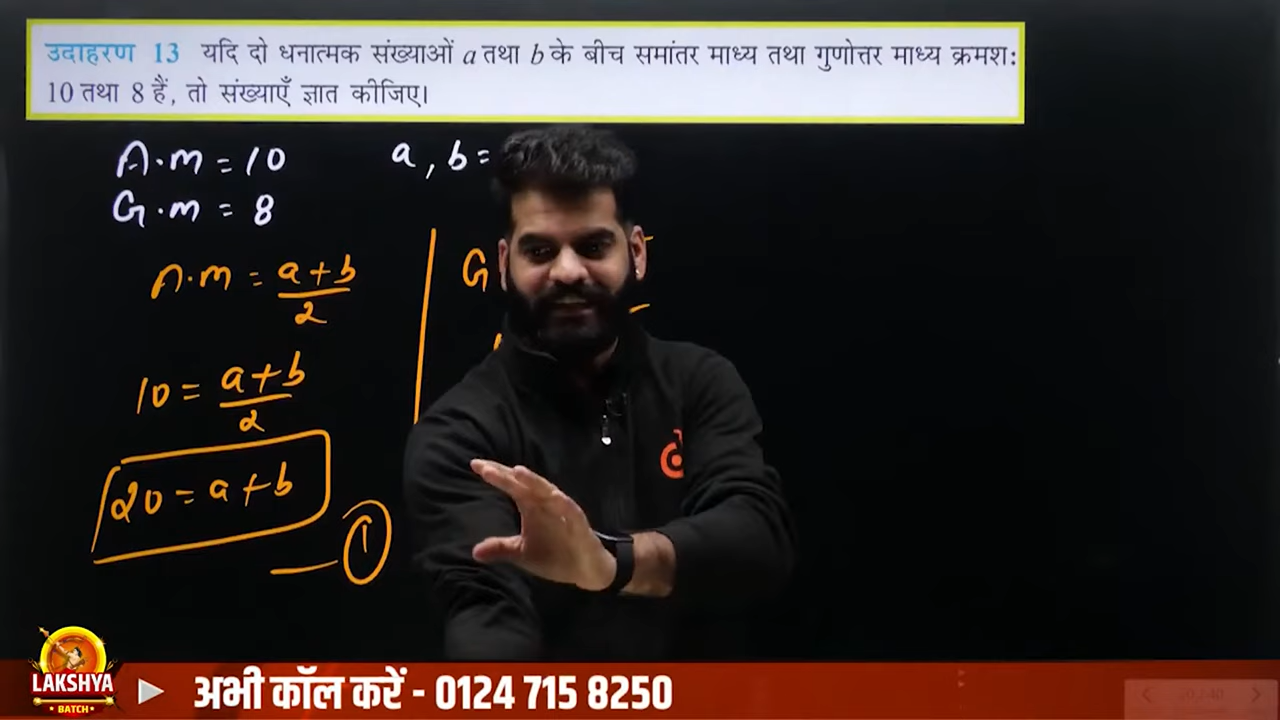 उदाहरण 13 यदि दो धनात्मक संख्याओं a तथा b के बीच समांतर माध्य तथा गुणोत्तर माध्य क्रमश:
10 तथा 8 हैं, तो संख्याएँ ज्ञात कीजिए।
A.M = 10
a, b =
G.M = 8
A.M = a+b/2
G
10 = a+b/2
20 = a+b
1
LAKSHYA
BATCH
अभी कॉल करें - 0124 715 8250